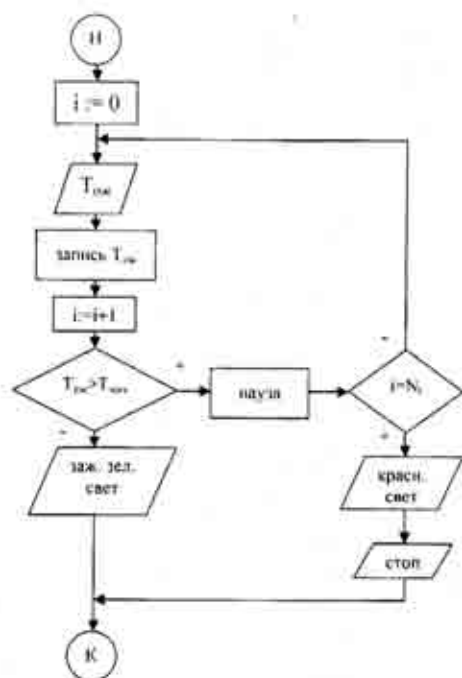 Н
i := 0
запись
i:=i+1
+
-
пауза
-
i=N
+
заж. зел.
свет
красн.
свет
стоп
К